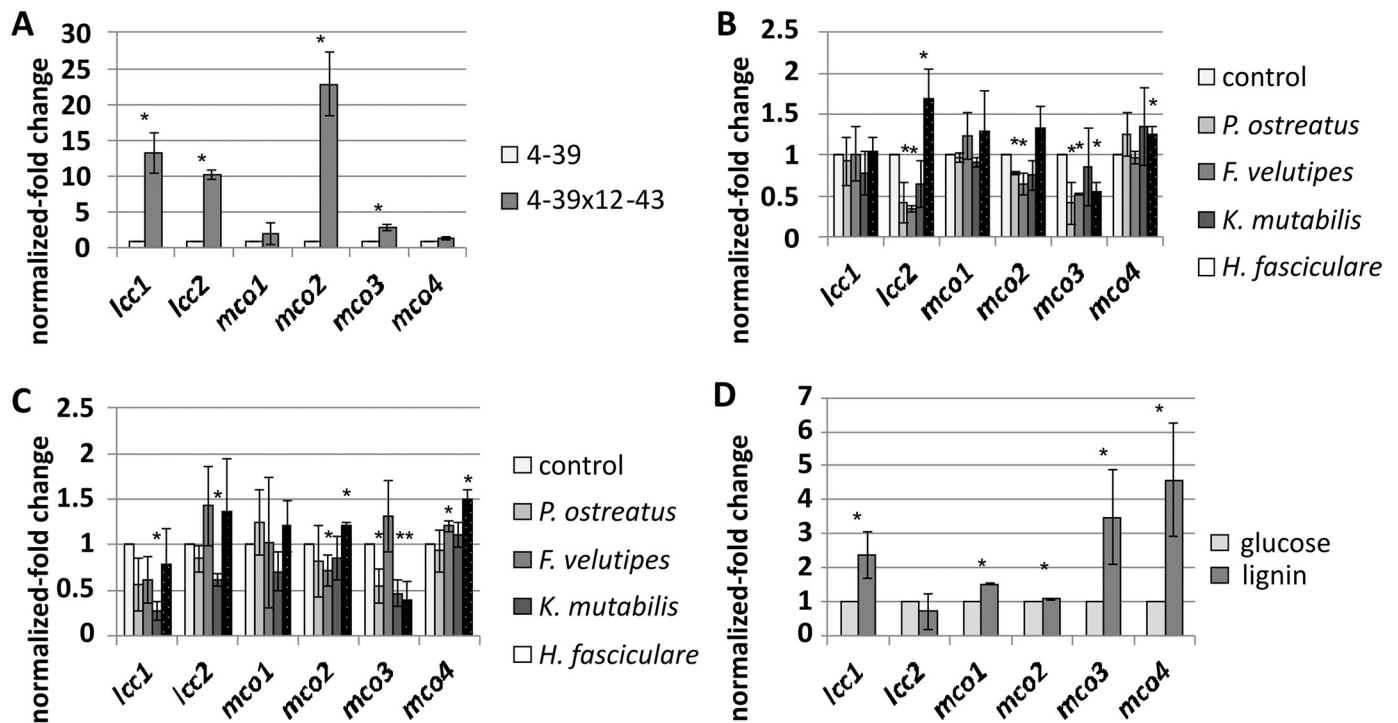 A
normalized-fold change
30
25
20
15
10
5
0
*
*
*
*
lcc1
lcc2
mco1
mco2
mco3
mco4
4-39
4-39x12-43
B
normalized-fold change
2.5
2
1.5
1
0.5
0
**
*
**
**
*
*
lcc1
lcc2
mco1
mco2
mco3
mco4
control
P. ostreatus
F. velutipes
K. mutabilis
H. fasciculare
C
normalized-fold change
2.5
2
1.5
1
0.5
0
*
*
*
*
*
**
*
*
lcc1
lcc2
mco1
mco2
mco3
mco4
control
P. ostreatus
F. velutipes
K. mutabilis
H. fasciculare
D
normalized-fold change
7
6
5
4
3
2
1
0
*
*
*
*
*
lcc1
lcc2
mco1
mco2
mco3
mco4
glucose
lignin